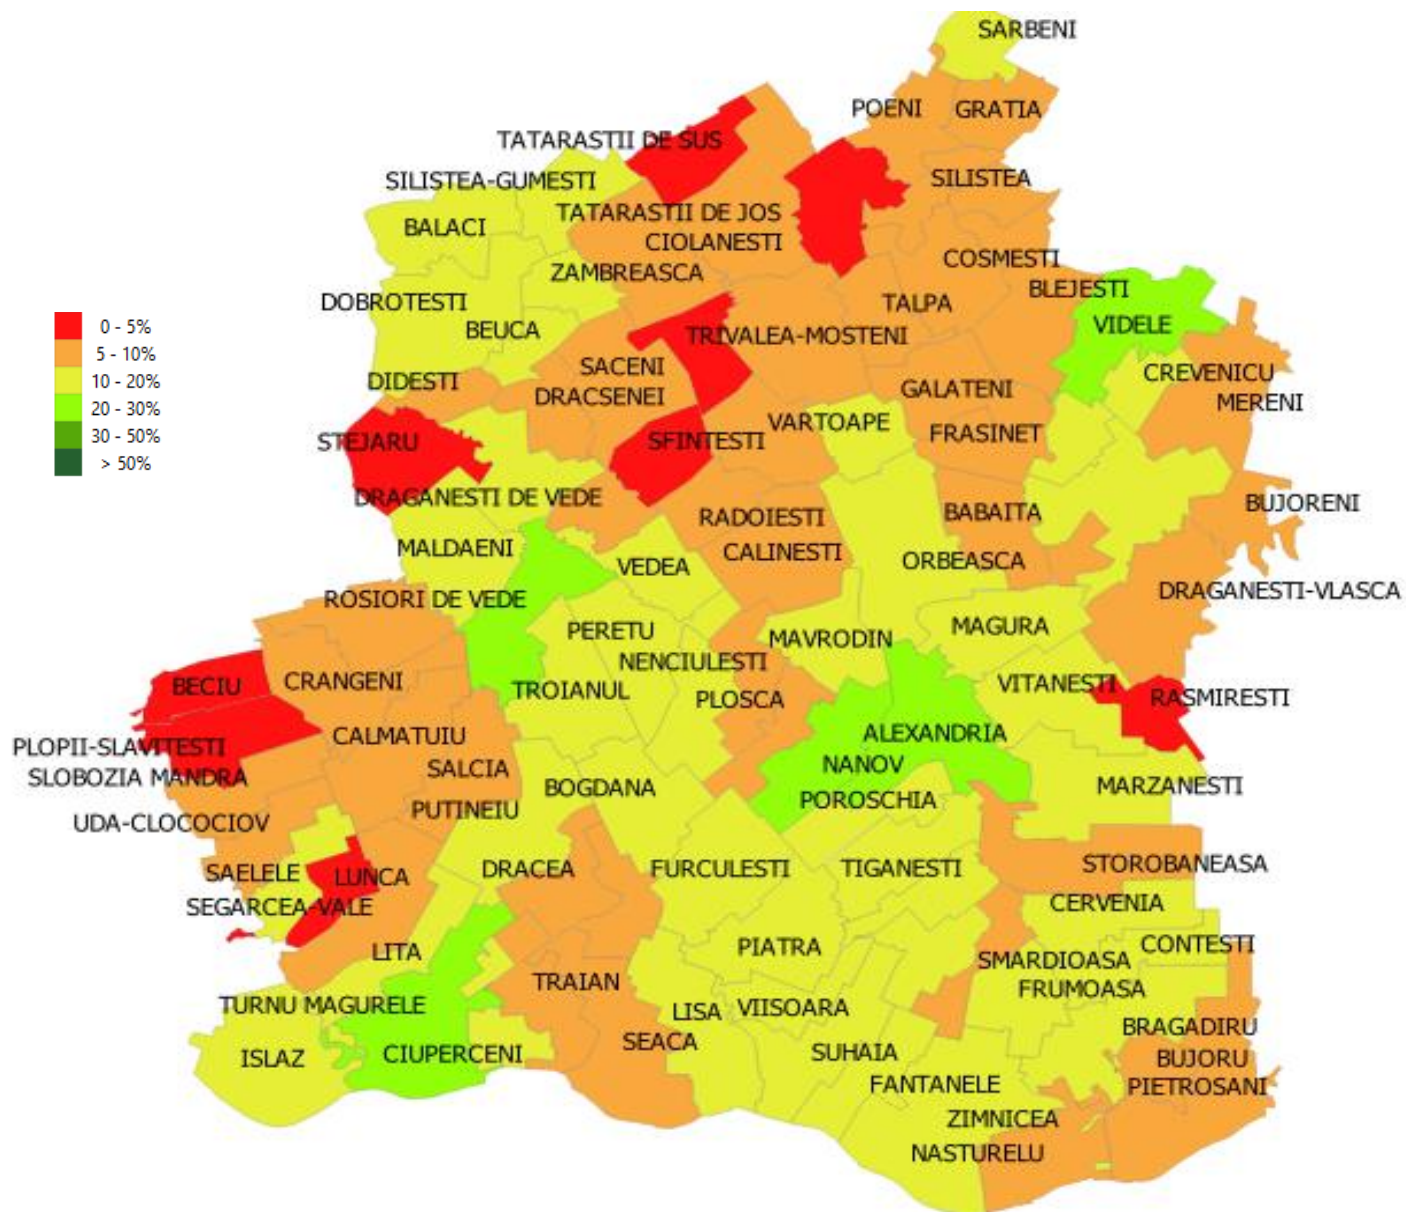 SARBENI
POENI
GRATIA
TATARASTII DE SUS
SILISTEA
SILISTEA-GUMESTI
TATARASTII DE JOS
BALACI
CIOLANESTI
COSMESTI
ZAMBREASCA
BLEJESTI
DOBROTESTI
TALPA
BEUCA
TRIVALEA-MOSTENI
VIDELE
0 - 5%
5 - 10%
10 - 20%
20 - 30%
30 - 50%
> 50%
SACENI
CREVENICU
DIDESTI
DRACSENEI
GALATENI
MERENI
VARTOAPE
FRASINET
STEJARU
SFINTESTI
DRAGANESTI DE VEDE
BUJORENI
RADOIESTI
BABAITA
MALDAENI
CALINESTI
VEDEA
ORBEASCA
ROSIORI DE VEDE
DRAGANESTI-VLASCA
PERETU
MAVRODIN
MAGURA
NENCIULESTI
BECIU
CRANGENI
TROIANUL
PLOSCA
VITANESTI
RASMIRESTI
CALMATUIU
ALEXANDRIA
PLOPII-SLAVITESTI
SLOBOZIA MANDRA
SALCIA
NANOV
BOGDANA
MARZANESTI
POROSCHIA
PUTINEIU
UDA-CLOCOCIOV
DRACEA
FURCULESTI
TIGANESTI
STOROBANEASA
SAELELE
LUNCA
SEGARCEA-VALE
CERVENIA
LITA
PIATRA
CONTESTI
SMARDIOASA
TRAIAN
FRUMOASA
TURNU MAGURELE
LISA
VIISOARA
BRAGADIRU
SEACA
SUHAIA
ISLAZ
CIUPERCENI
BUJORU
FANTANELE
PIETROSANI
ZIMNICEA
NASTURELU